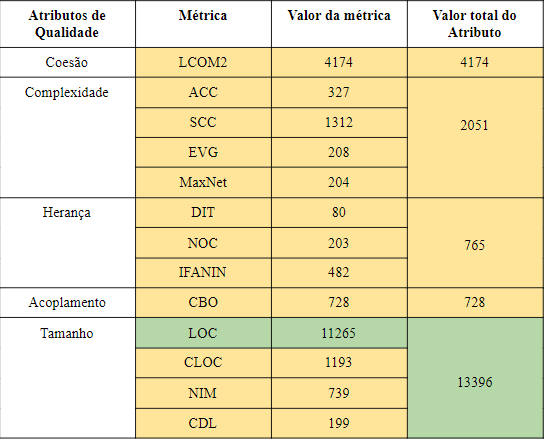 Atributos de Qualidade Métrica Valor da métrica Valor total do Atributo
Coesão LCOM2 4174 4174
Complexidade ACC 327 2051
SCC 1312
EVG 208
MaxNet 204
Herança DIT 80 765
NOC 203
IFANIN 482
Acoplamento CBO 728 728
Tamanho LOC 11265 13396
CLOC 1193
NIM 739
CDL 199